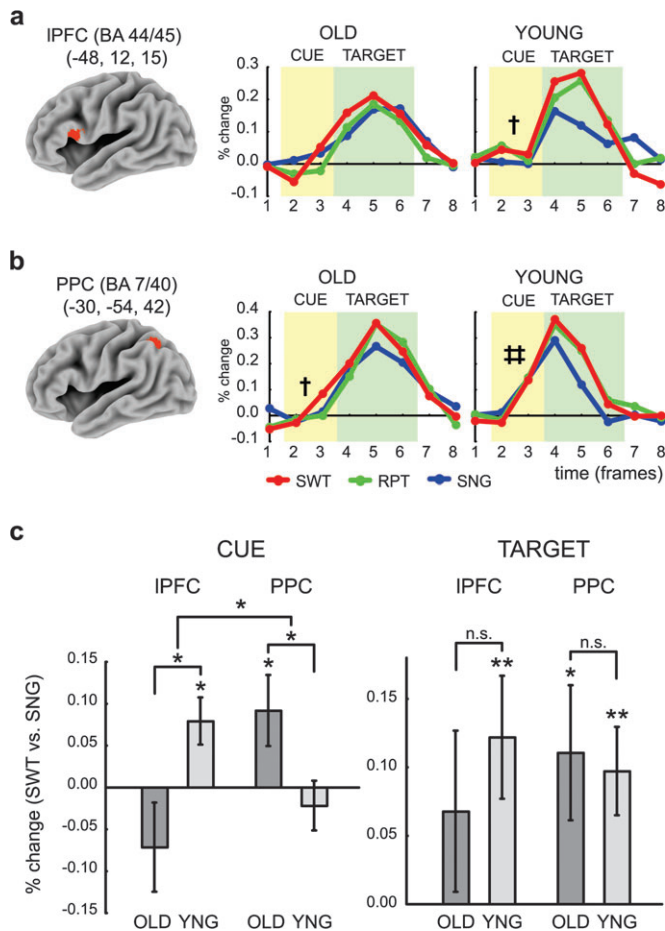 a
lPFC (BA 44/45)
(-48, 12, 15)
OLD
CUE TARGET
YOUNG
CUE TARGET
% change
0.3
0.2
0.1
0.0
-0.1
†
1 2 3 4 5 6 7 8
1 2 3 4 5 6 7 8
b
PPC (BA 7/40)
(-30, -54, 42)
OLD
CUE TARGET
YOUNG
CUE TARGET
% change
0.4
0.3
0.2
0.1
0.0
-0.1
†
⌗
1 2 3 4 5 6 7 8
1 2 3 4 5 6 7 8
time (frames)
SWT RPT SNG
c
CUE
lPFC PPC
*
* * * *
% change (SWT vs. SNG)
0.15
0.10
0.05
0.00
-0.05
-0.10
-0.15
OLD YNG OLD YNG
TARGET
lPFC PPC
n.s. n.s.
** * **
0.15
0.10
0.05
0.00
OLD YNG OLD YNG